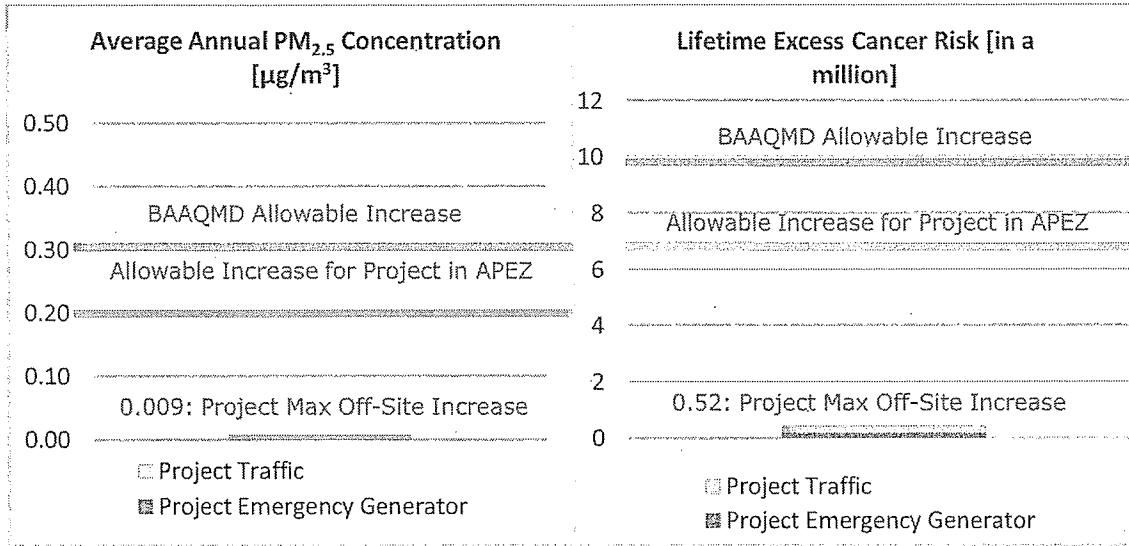 Average Annual PM₂.₅ Concentration
[µg/m³]
0.50
0.40
BAAQMD Allowable Increase
0.30
Allowable Increase for Project in APEZ
0.20
0.10
0.009: Project Max Off-Site Increase
0.00
Project Traffic
Project Emergency Generator
Lifetime Excess Cancer Risk [in a
million]
12
BAAQMD Allowable Increase
10
8
Allowable Increase for Project in APEZ
6
4
2
0.52: Project Max Off-Site Increase
0
Project Traffic
Project Emergency Generator